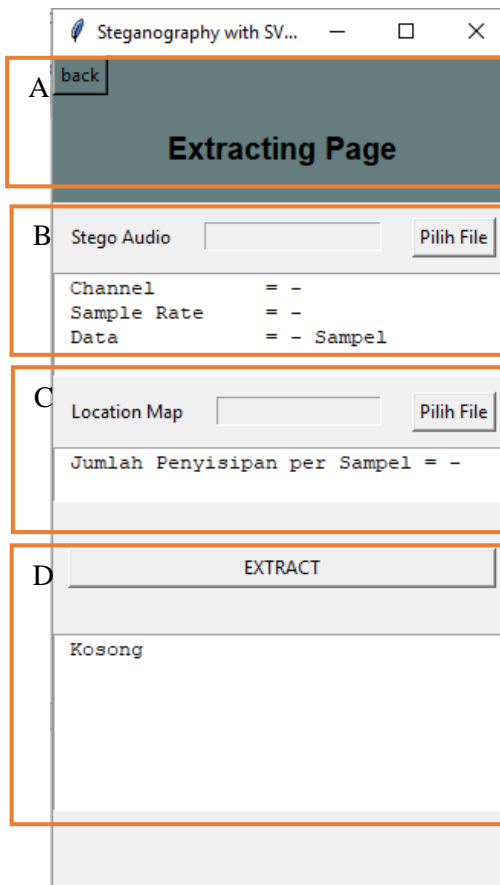 Steganography with SV...
A
back
Extracting Page
B
Stego Audio
Pilih File
Channel = -
Sample Rate = -
Data = - Sampel
C
Location Map
Pilih File
Jumlah Penyisipan per Sampel = -
D
EXTRACT
Kosong